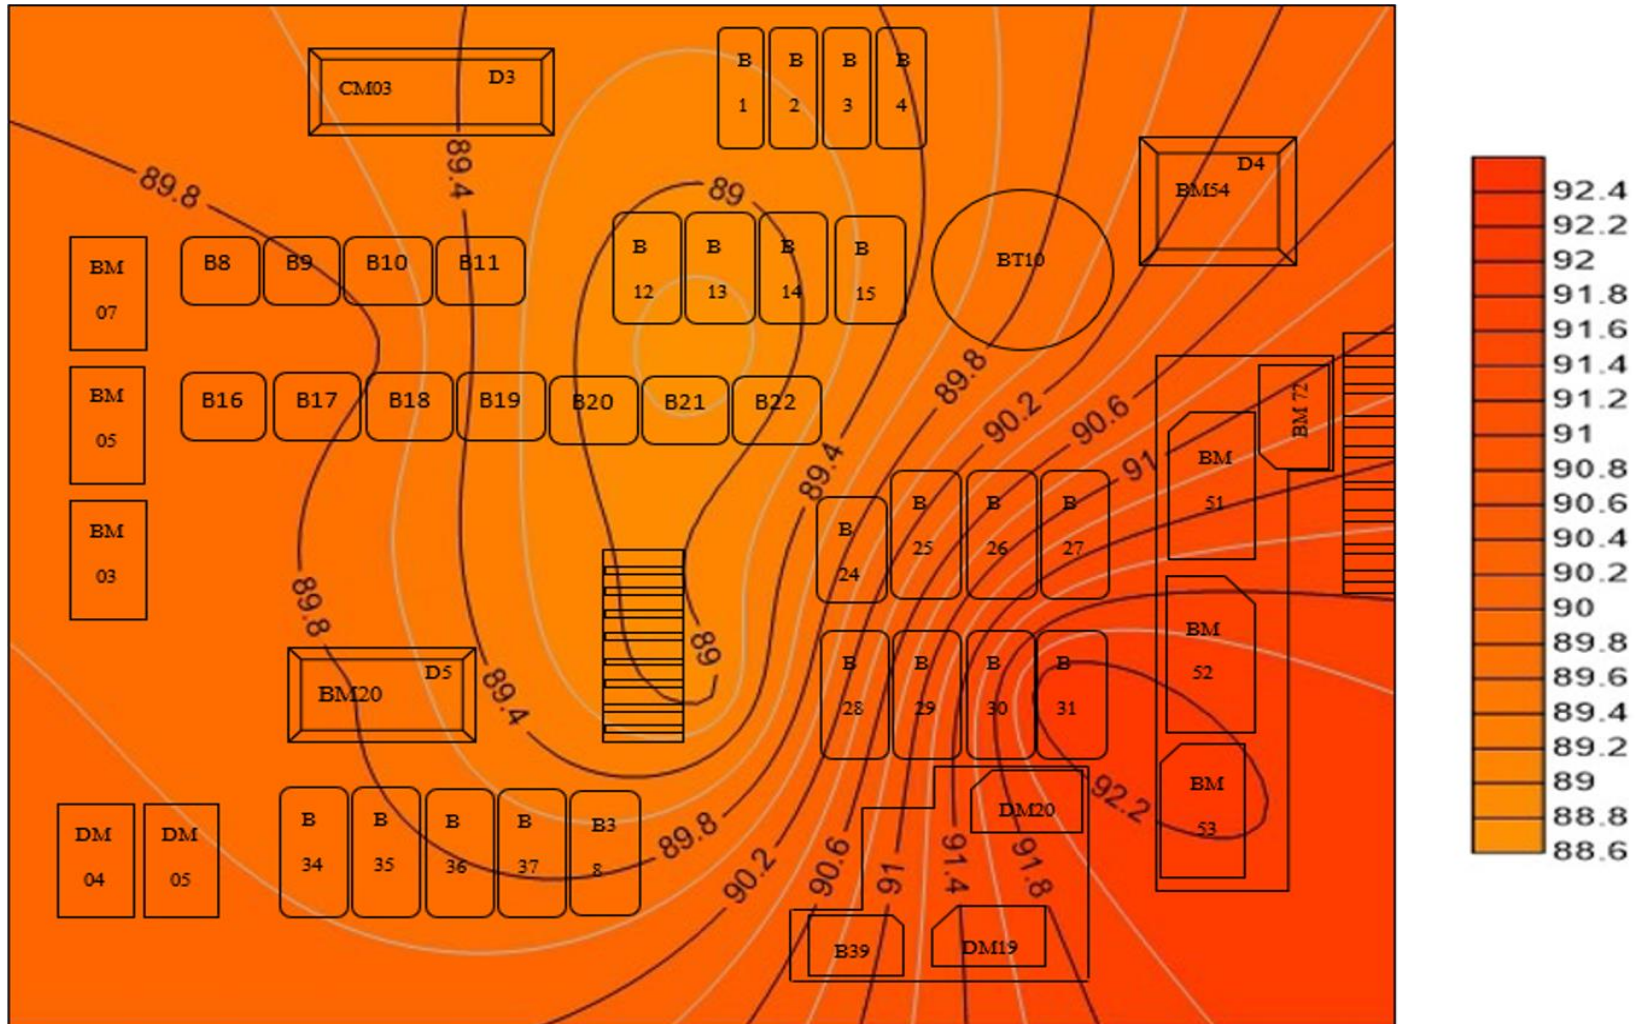 CM03 D3
B B B B
1 2 3 4
89.8
89.4
89
D4
BM54
BM
07
B8 B9 B10 B11
B B B B
12 13 14 15
BT10
BM
05
B16 B17 B18 B19 B20 B21 B22
89.8
90.2
90.6
91
BM 72
BM
51
89.4
B B B B
24 25 26 27
BM
03
89.8
89.4
89
D5
BM20
B B B B
28 29 30 31
BM
52
BM
53
92.2
DM20
DM
04
DM
05
B B B B B3
34 35 36 37 8
89.8
90.2
90.6
91
91.4
91.8
B39
DM19
92.4
92.2
92
91.8
91.6
91.4
91.2
91
90.8
90.6
90.4
90.2
90
89.8
89.6
89.4
89.2
89
88.8
88.6